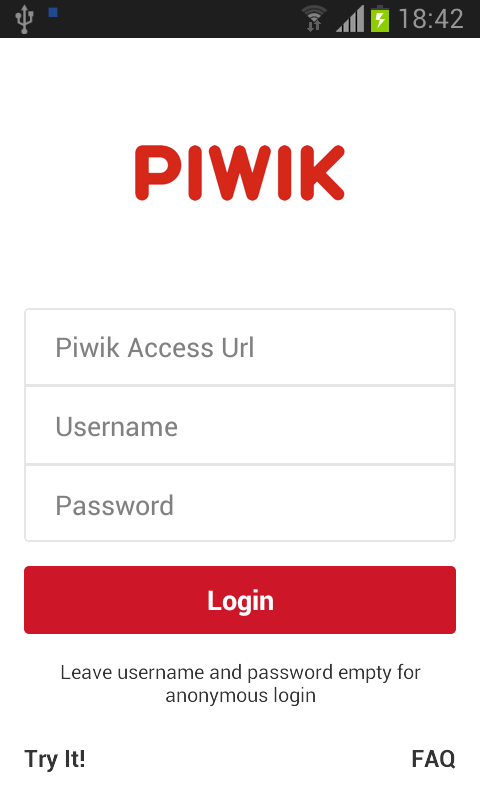 18:42
PIWIK
Piwik Access Url
Username
Password
Login
Leave username and password empty for
anonymous login
Try It!
FAQ